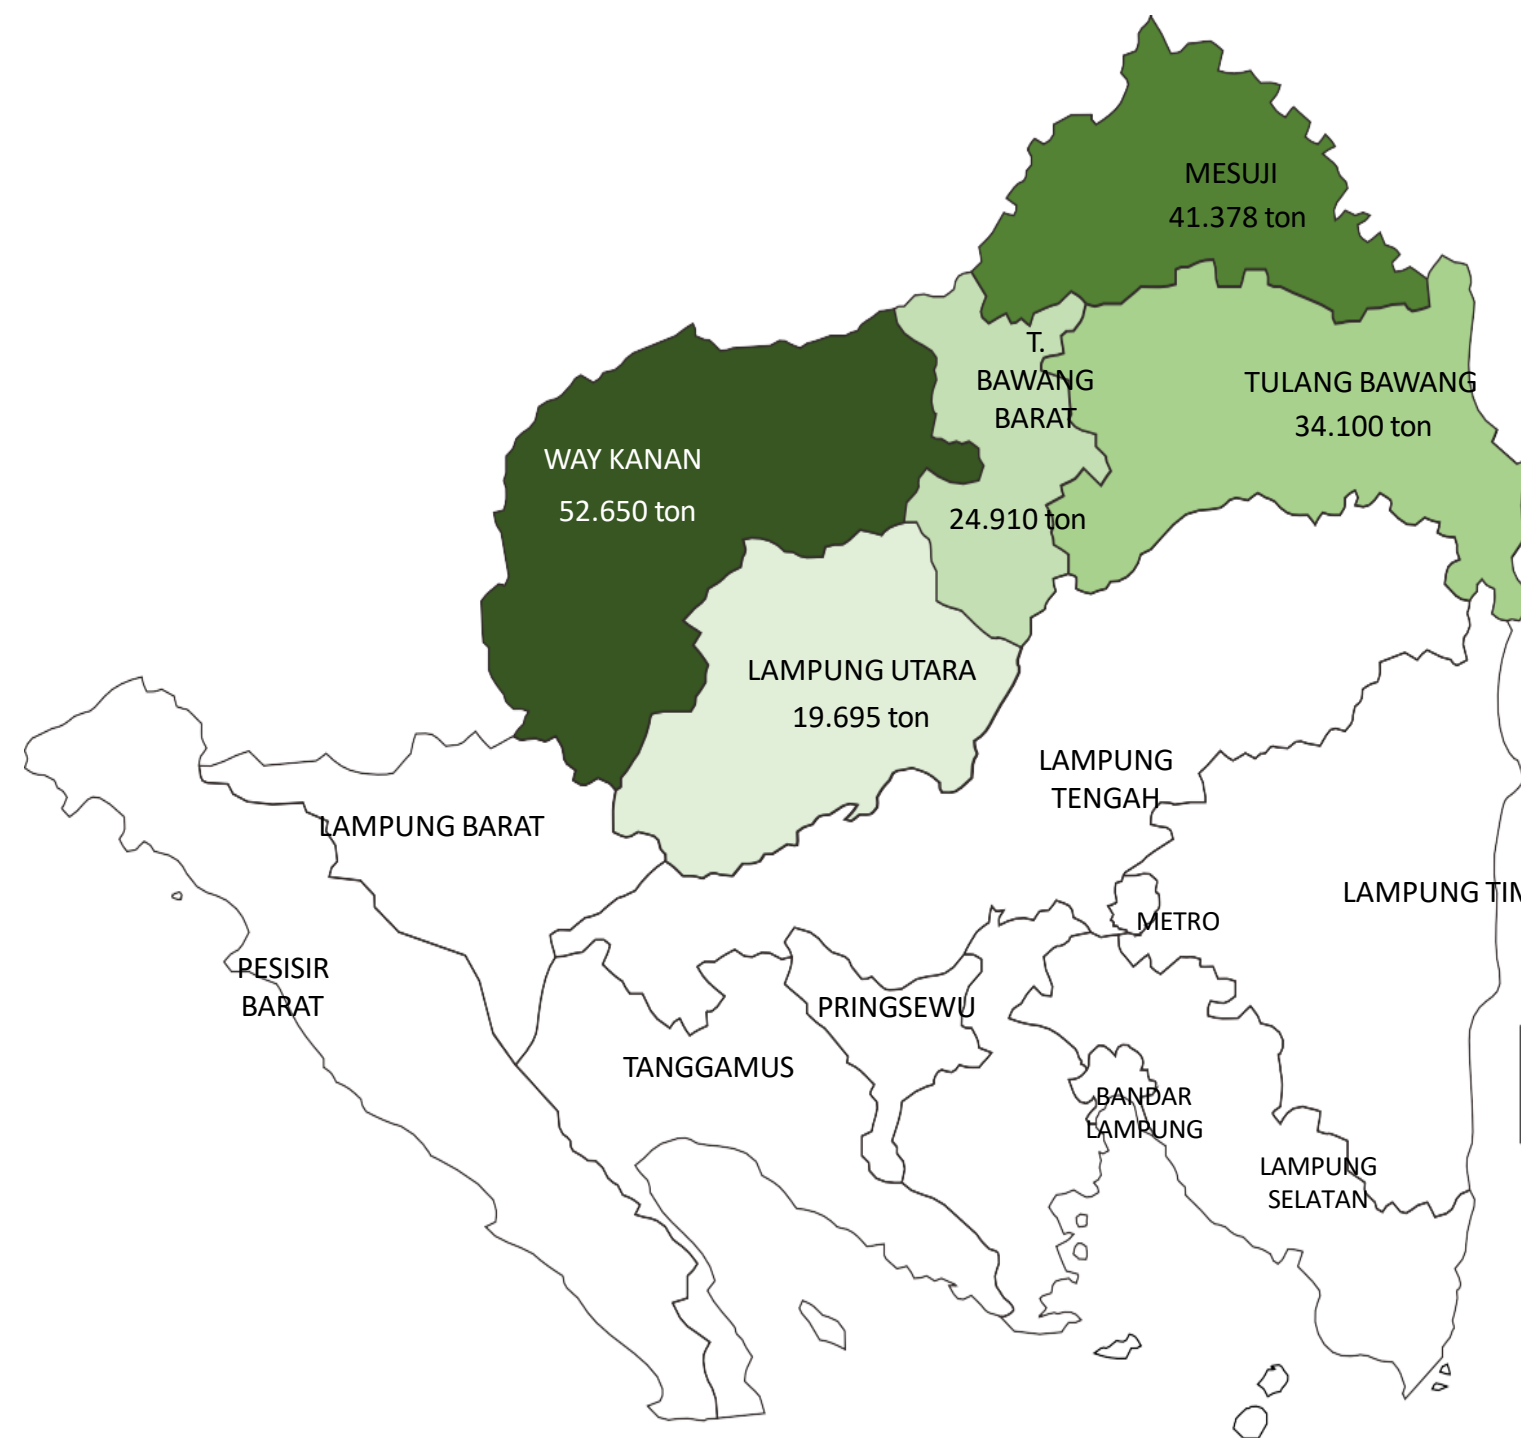 MESUJI
41.378 ton
T.
BAWANG
BARAT
24.910 ton
TULANG BAWANG
34.100 ton
WAY KANAN
52.650 ton
LAMPUNG UTARA
19.695 ton
LAMPUNG
TENGAH
LAMPUNG BARAT
LAMPUNG TIM
METRO
PESISIR
BARAT
PRINGSEWU
TANGGAMUS
BANDAR
LAMPUNG
LAMPUNG
SELATAN